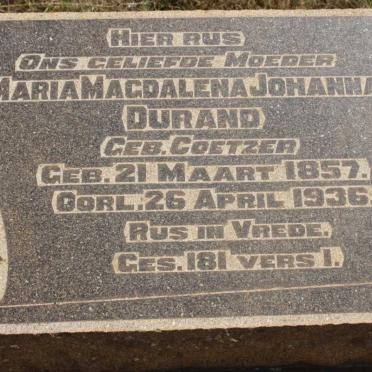 HIER RUS
ONS GELIEFDE MOEDER
MARIA MAGDALENA JOHANNA
DURAND
GEB. COETZER
GEB. 21 MAART 1857.
OORL. 26 APRIL 1936.
RUS IN VREDE.
GES. 181 VERS 1.